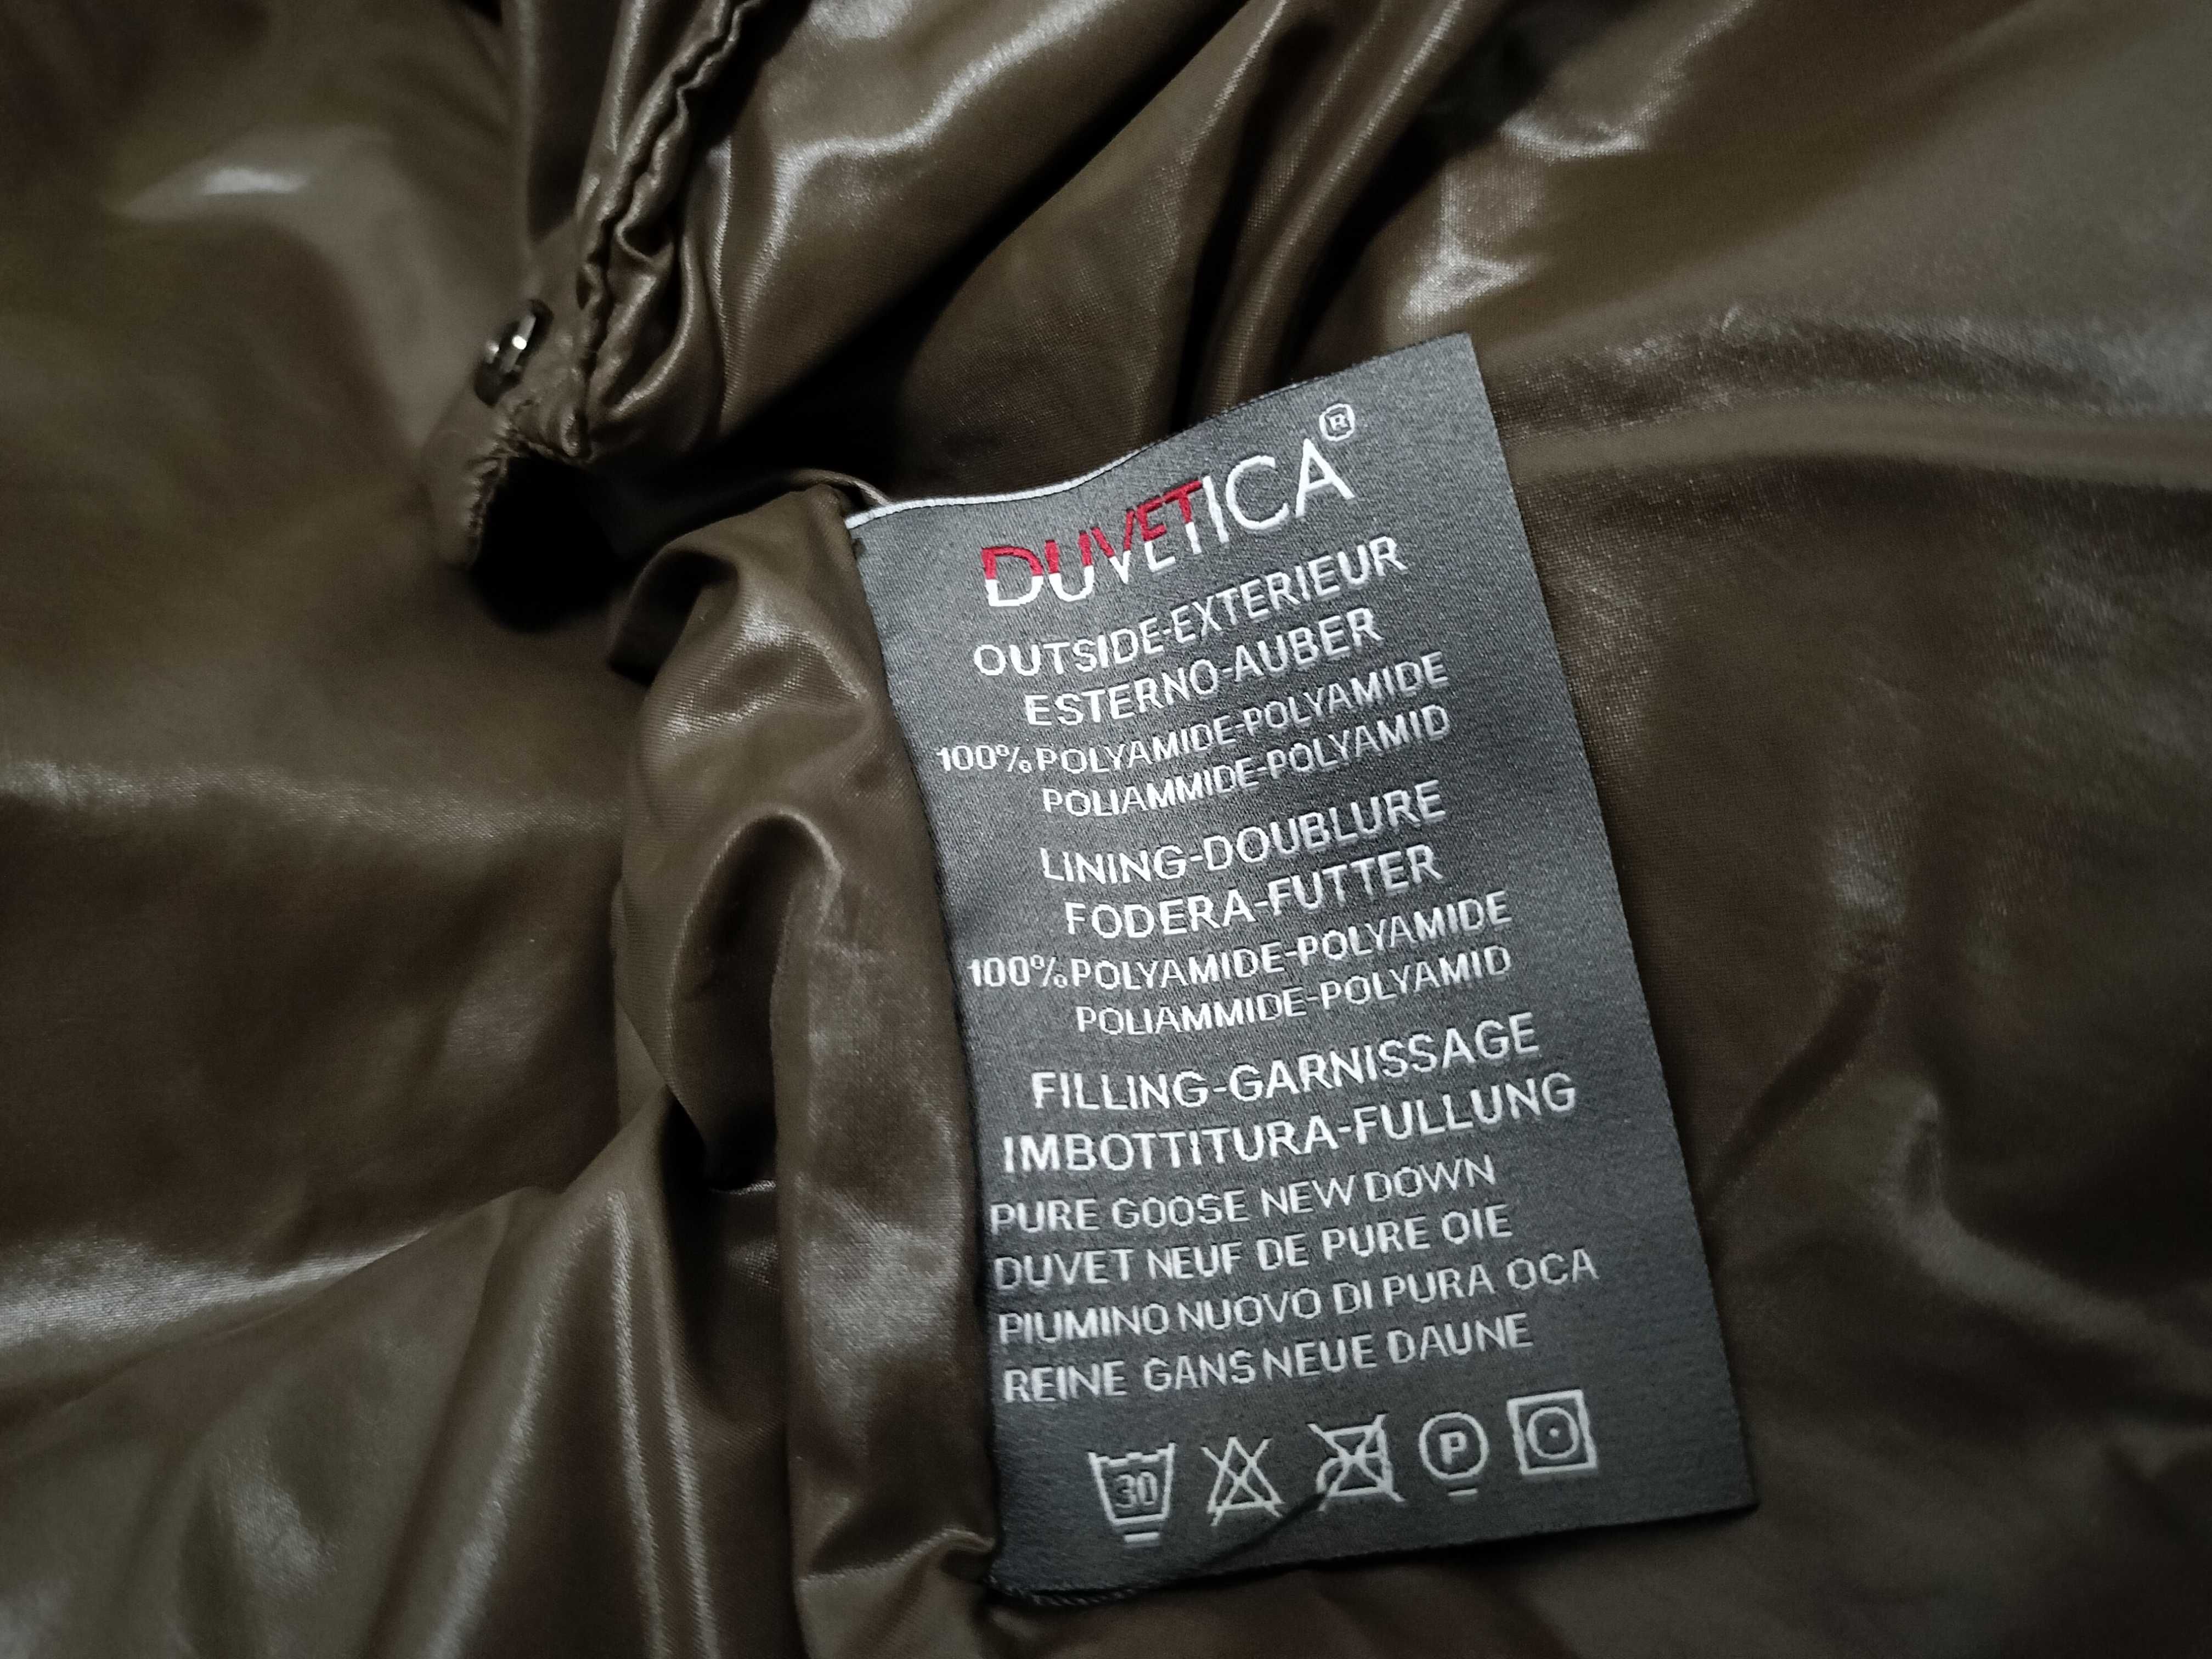 DUVETICA®
OUTSIDE-EXTERIEUR
ESTERNO-AUBER
100% POLYAMIDE-POLYAMIDE
POLIAMMIDE-POLYAMID
LINING-DOUBLURE
FODERA-FUTTER
100% POLYAMIDE-POLYAMIDE
POLIAMMIDE-POLYAMID
FILLING-GARNISSAGE
IMBOTTITURA-FULLUNG
PURE GOOSE NEW DOWN
DUVET NEUF DE PURE OIE
PIUMINO NUOVO DI PURA OCA
REINE GANS NEUE DAUNE
30 P